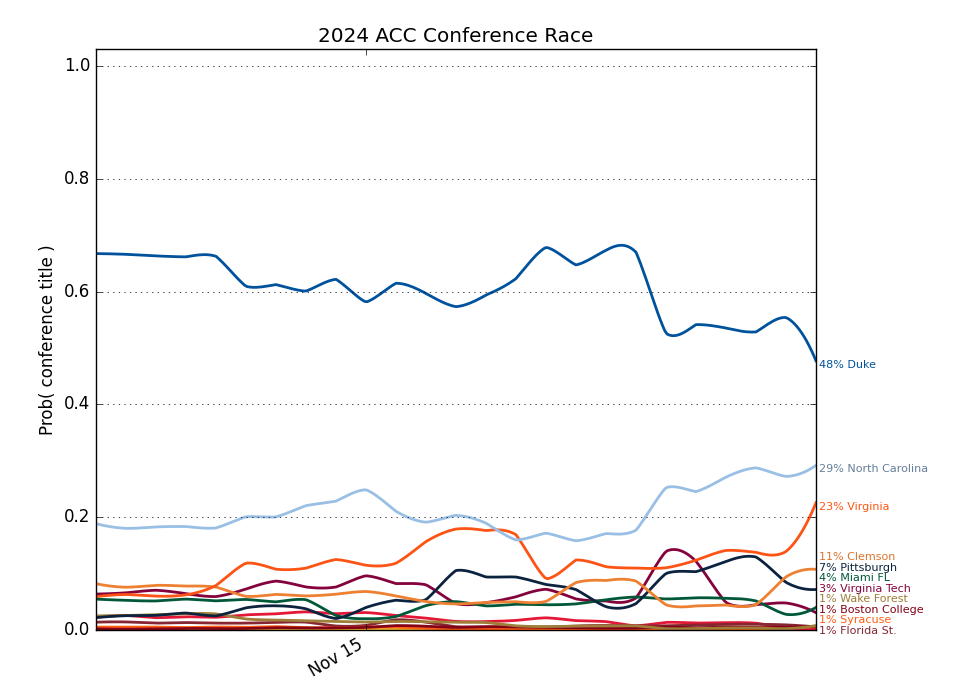 2024 ACC Conference Race
Prob( conference title )
1.0
0.8
0.6
0.4
0.2
0.0
Nov 15
48% Duke
29% North Carolina
23% Virginia
11% Clemson
7% Pittsburgh
4% Miami FL
3% Virginia Tech
1% Wake Forest
1% Boston College
1% Syracuse
1% Florida St.